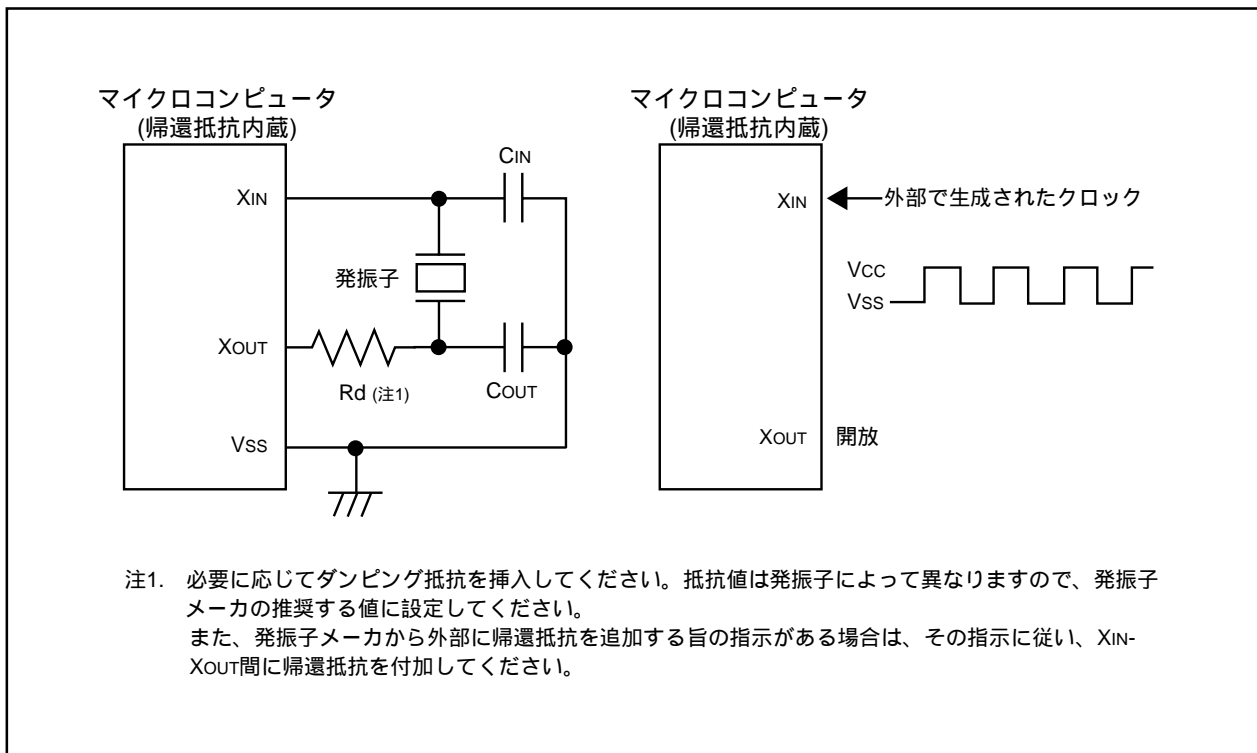 マイクロコンピュータ
(帰還抵抗内蔵)
XIN
CIN
発振子
XOUT
Rd (注1)
COUT
VSS
マイクロコンピュータ
(帰還抵抗内蔵)
XIN
外部で生成されたクロック
VCC
VSS
XOUT 開放
注1. 必要に応じてダンピング抵抗を挿入してください。抵抗値は発振子によって異なりますので、発振子
メーカの推奨する値に設定してください。
また、発振子メーカから外部に帰還抵抗を追加する旨の指示がある場合は、その指示に従い、XIN-
XOUT間に帰還抵抗を付加してください。